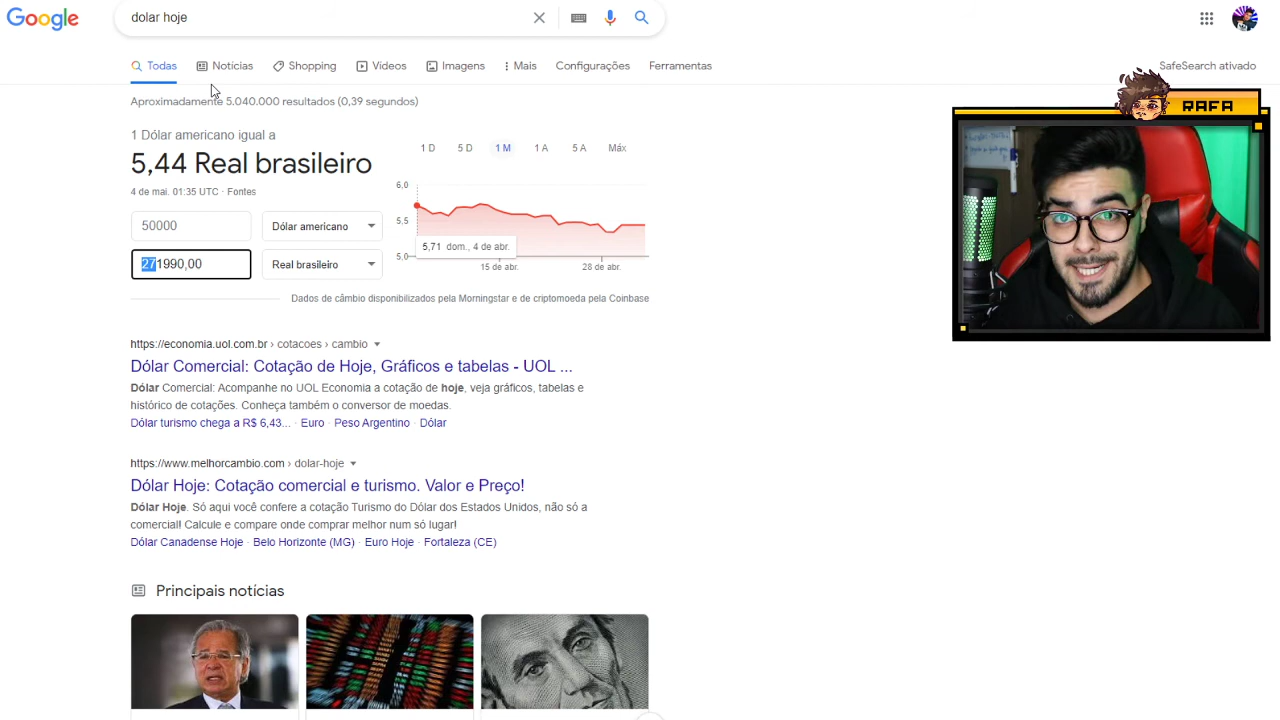 Google
dolar hoje
Todas
Notícias
Shopping
Vídeos
Imagens
Mais
Configurações
Ferramentas
SafeSearch ativado
Aproximadamente 5.040.000 resultados (0,39 segundos)
RAFA
1 Dólar americano igual a
5,44 Real brasileiro
4 de mai. 01:35 UTC · Fontes
50000
Dólar americano
271990,00
Real brasileiro
1 D
5 D
1 M
1 A
5 A
Máx
6,0
5,5
5,0
5,71 dom., 4 de abr.
15 de abr.
28 de abr.
Dados de câmbio disponibilizados pela Morningstar e de criptomoeda pela Coinbase
https://economia.uol.com.br › cotacoes › cambio
Dólar Comercial: Cotação de Hoje, Gráficos e tabelas - UOL ...
Dólar Comercial: Acompanhe no UOL Economia a cotação de hoje, veja gráficos, tabelas e
histórico de cotações. Conheça também o conversor de moedas.
Dólar turismo chega a R$ 6,43... · Euro · Peso Argentino · Dólar
https://www.melhorcambio.com › dolar-hoje
Dólar Hoje: Cotação comercial e turismo. Valor e Preço!
Dólar Hoje. Só aqui você confere a cotação Turismo do Dólar dos Estados Unidos, não só a
comercial! Calcule e compare onde comprar melhor num só lugar!
Dólar Canadense Hoje · Belo Horizonte (MG) · Euro Hoje · Fortaleza (CE)
Principais notícias